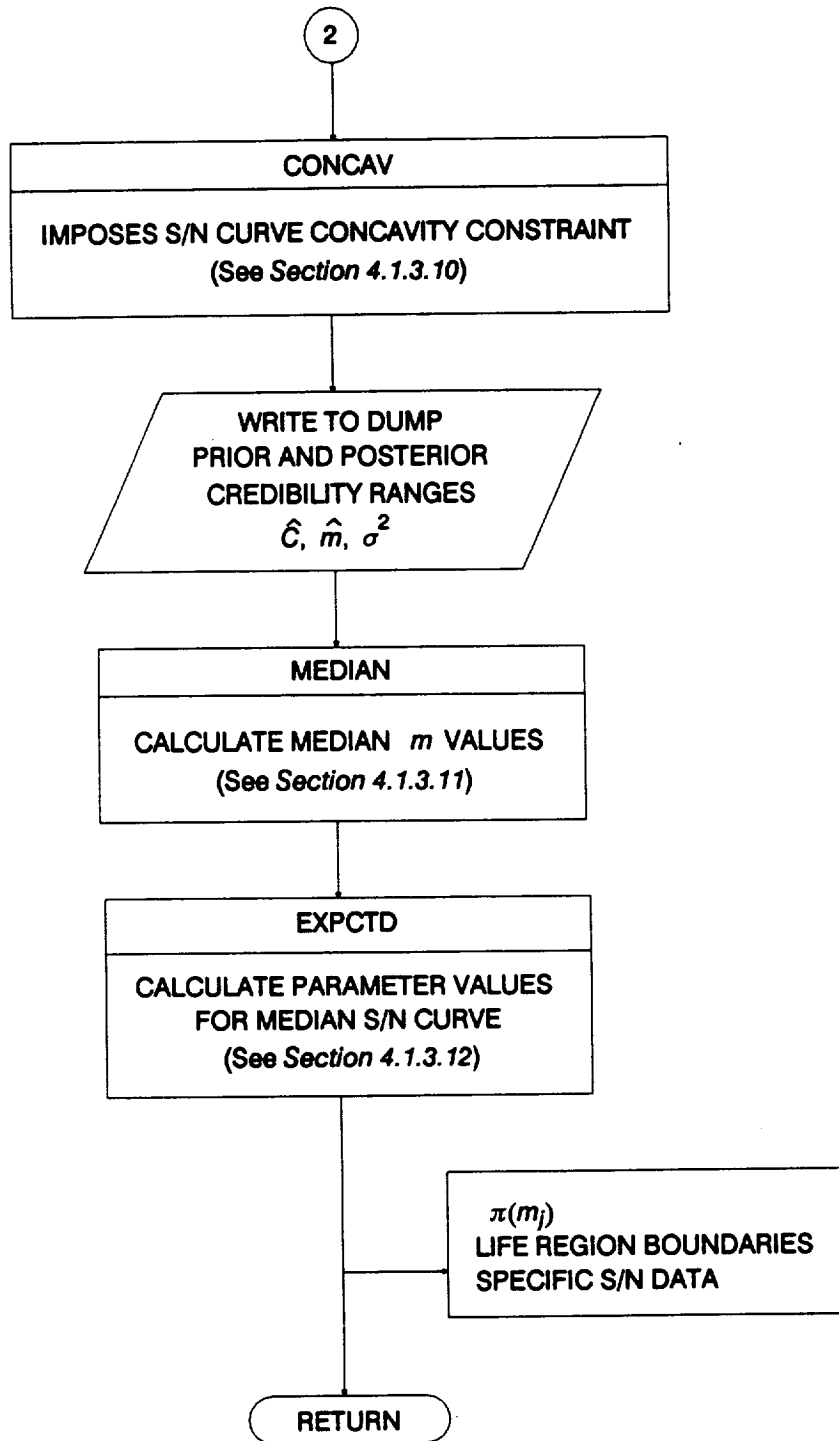 2
CONCAV
IMPOSES S/N CURVE CONCAVITY CONSTRAINT
(See Section 4.1.3.10)
WRITE TO DUMP
PRIOR AND POSTERIOR
CREDIBILITY RANGES
Ĉ, m̂, σ²
MEDIAN
CALCULATE MEDIAN m VALUES
(See Section 4.1.3.11)
EXPCTD
CALCULATE PARAMETER VALUES
FOR MEDIAN S/N CURVE
(See Section 4.1.3.12)
π(mⱼ)
LIFE REGION BOUNDARIES
SPECIFIC S/N DATA
RETURN